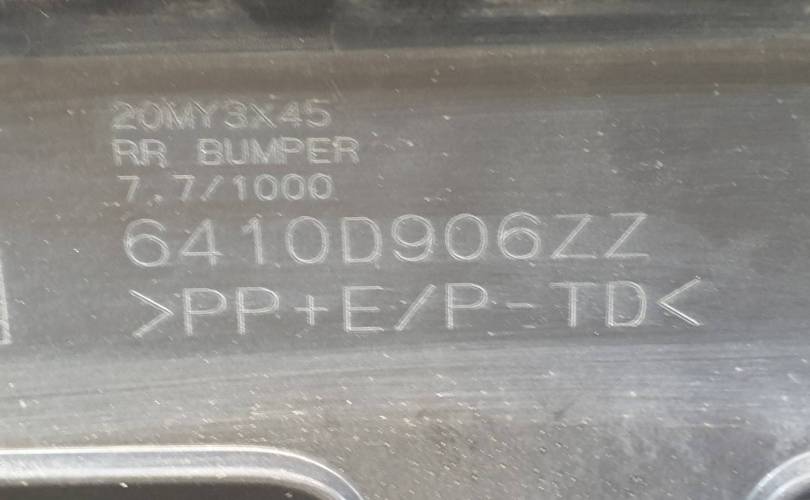 20MY3X45
RR BUMPER
7.7/1000
6410D906ZZ
>PP+E/P-TD<